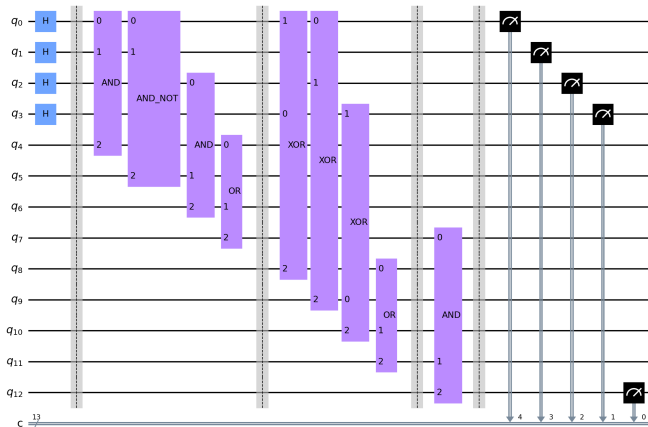 q0 H 0 0 1 0
q1 H 1 1
q2 H AND 0 1
q3 H AND_NOT 0 1
q4 2 AND 0 XOR
q5 2 1 OR XOR
q6 2 1 XOR
q7 2 0
q8 2 0
q9 2 0 OR
q10 2 1 AND
q11 2 1
q12 2
c 13 4 3 2 1 0